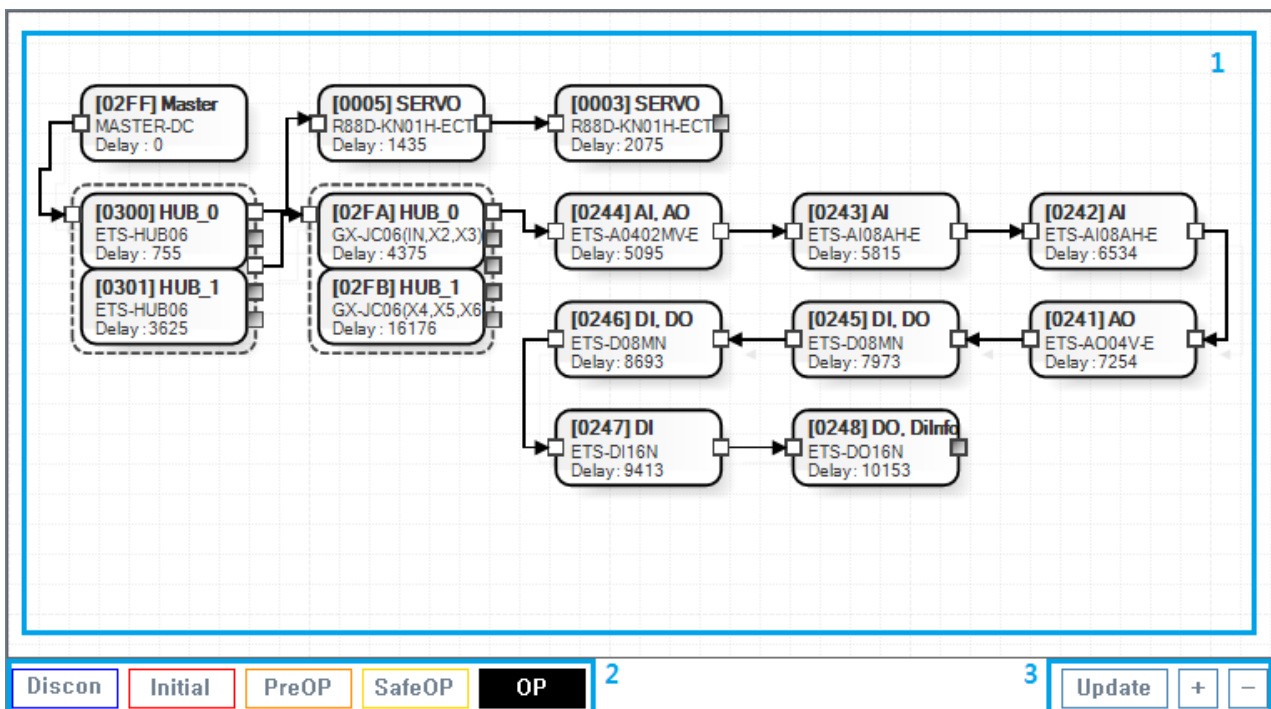 1
[02FF] Master
MASTER-DC
Delay : 0
[0005] SERVO
R88D-KN01H-ECT
Delay : 1435
[0003] SERVO
R88D-KN01H-ECT
Delay : 2075
[0300] HUB_0
ETS-HUB06
Delay : 755
[0301] HUB_1
ETS-HUB06
Delay : 3625
[02FA] HUB_0
GX-JC06(IN,X2,X3)
Delay : 4375
[02FB] HUB_1
GX-JC06(X4,X5,X6
Delay : 16176
[0244] AI, AO
ETS-A0402MV-E
Delay : 5095
[0243] AI
ETS-AI08AH-E
Delay : 5815
[0242] AI
ETS-AI08AH-E
Delay : 6534
[0246] DI, DO
ETS-D08MN
Delay : 8693
[0245] DI, DO
ETS-D08MN
Delay : 7973
[0241] AO
ETS-AO04V-E
Delay : 7254
[0247] DI
ETS-DI16N
Delay : 9413
[0248] DO, DiInfo
ETS-DO16N
Delay : 10153
Discon
Initial
PreOP
SafeOP
OP
2
3
Update
+
−